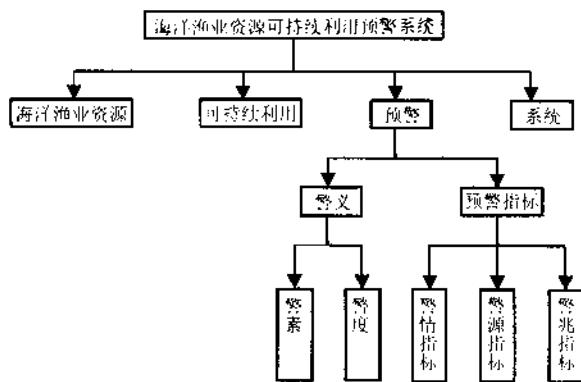 海洋渔业资源可持续利用预警系统
海洋渔业资源
可持续利用
预警
系统
警义
预警指标
警素
警度
警情指标
警源指标
警兆指标